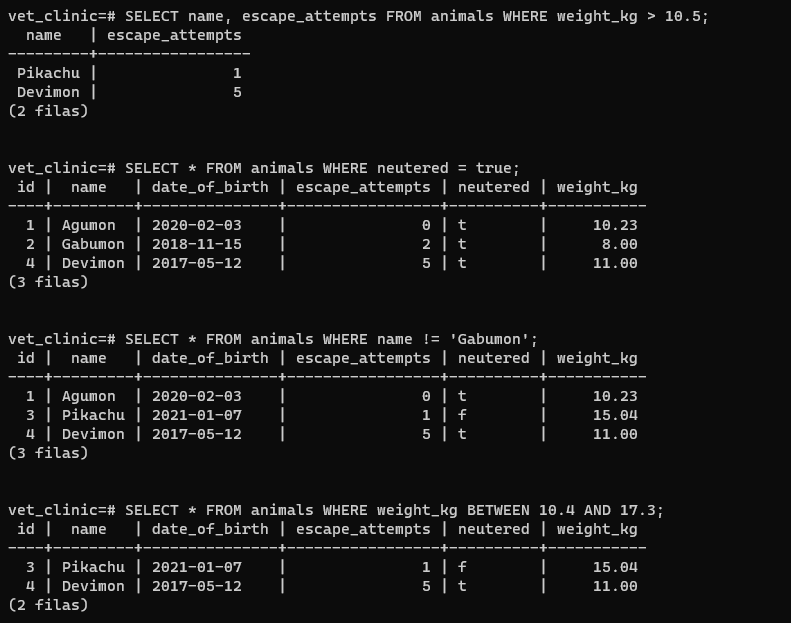 vet_clinic=# SELECT name, escape_attempts FROM animals WHERE weight_kg > 10.5;
  name   | escape_attempts
---------+-----------------
 Pikachu |               1
 Devimon |               5
(2 filas)
vet_clinic=# SELECT * FROM animals WHERE neutered = true;
 id |  name   | date_of_birth | escape_attempts | neutered | weight_kg
----+---------+---------------+-----------------+----------+-----------
  1 | Agumon  | 2020-02-03    |               0 | t        |     10.23
  2 | Gabumon | 2018-11-15    |               2 | t        |      8.00
  4 | Devimon | 2017-05-12    |               5 | t        |     11.00
(3 filas)
vet_clinic=# SELECT * FROM animals WHERE name != 'Gabumon';
 id |  name   | date_of_birth | escape_attempts | neutered | weight_kg
----+---------+---------------+-----------------+----------+-----------
  1 | Agumon  | 2020-02-03    |               0 | t        |     10.23
  3 | Pikachu | 2021-01-07    |               1 | f        |     15.04
  4 | Devimon | 2017-05-12    |               5 | t        |     11.00
(3 filas)
vet_clinic=# SELECT * FROM animals WHERE weight_kg BETWEEN 10.4 AND 17.3;
 id |  name   | date_of_birth | escape_attempts | neutered | weight_kg
----+---------+---------------+-----------------+----------+-----------
  3 | Pikachu | 2021-01-07    |               1 | f        |     15.04
  4 | Devimon | 2017-05-12    |               5 | t        |     11.00
(2 filas)